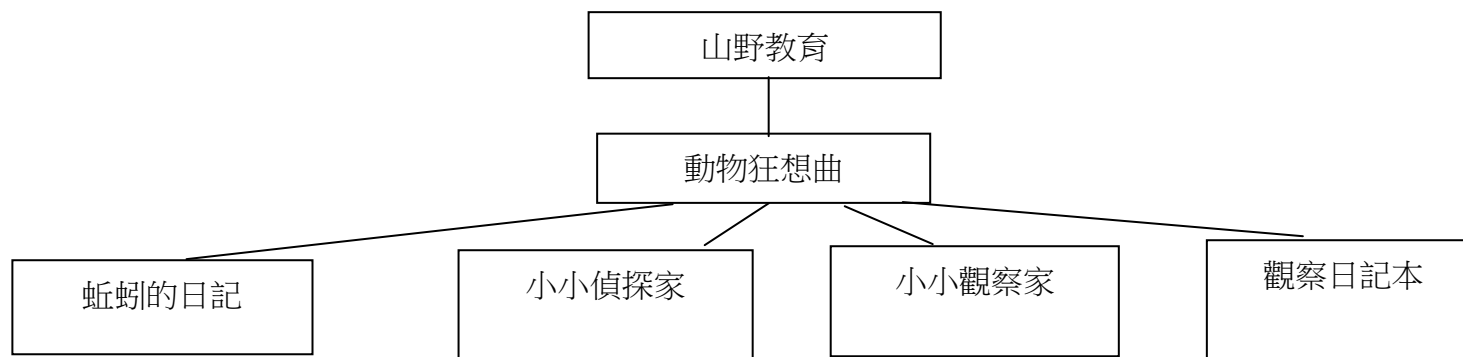 山野教育
動物狂想曲
蚯蚓的日記
小小偵探家
小小觀察家
觀察日記本